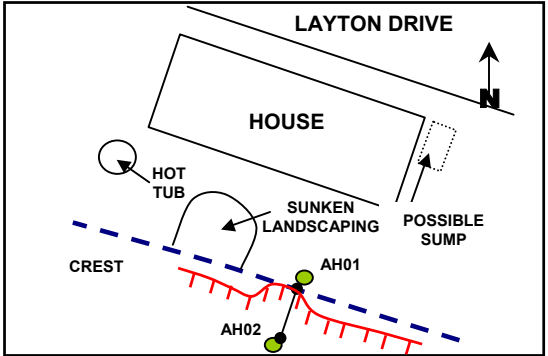 LAYTON DRIVE
N
HOUSE
HOT
TUB
SUNKEN
LANDSCAPING
POSSIBLE
SUMP
CREST
AH01
AH02